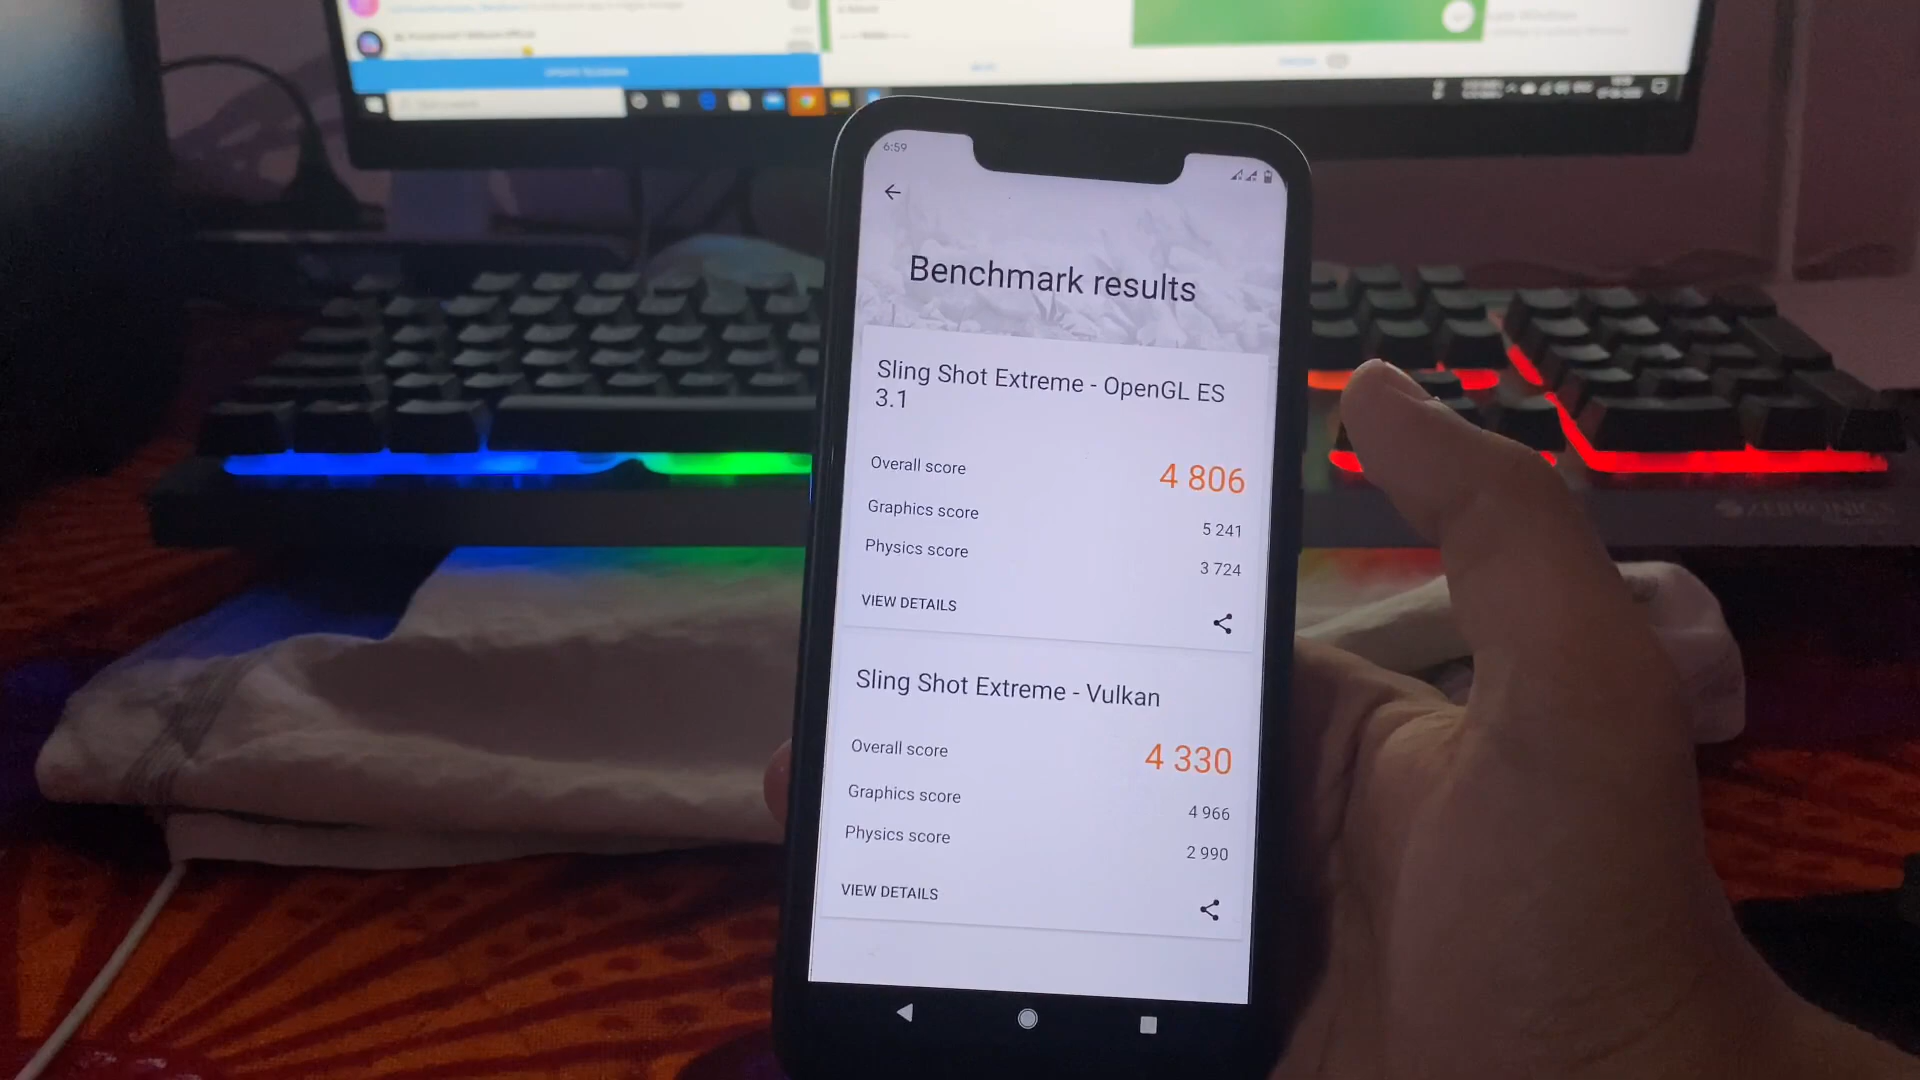 6:59
Benchmark results
Sling Shot Extreme - OpenGL ES
3.1
Overall score
4 806
Graphics score
5 241
Physics score
3 724
VIEW DETAILS
Sling Shot Extreme - Vulkan
Overall score
4 330
Graphics score
4 966
Physics score
2 990
VIEW DETAILS
ZEBRONICS